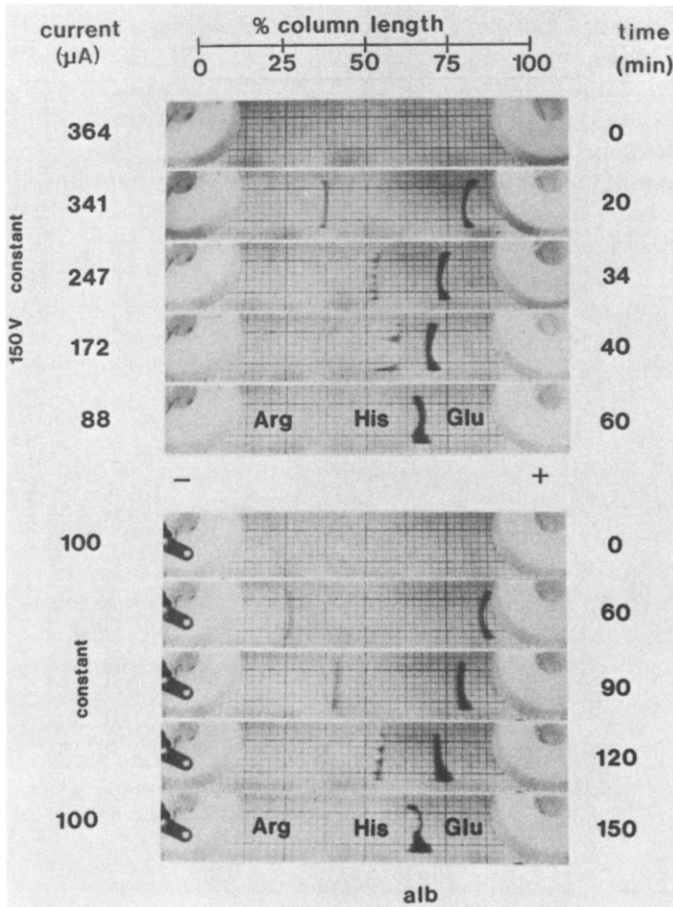 current
(µA)
% column length
0 25 50 75 100
time
(min)
150 V constant
364 0
341 20
247 34
172 40
88 Arg His Glu 60
− +
100 0
60
constant
90
120
100 Arg His Glu 150
alb